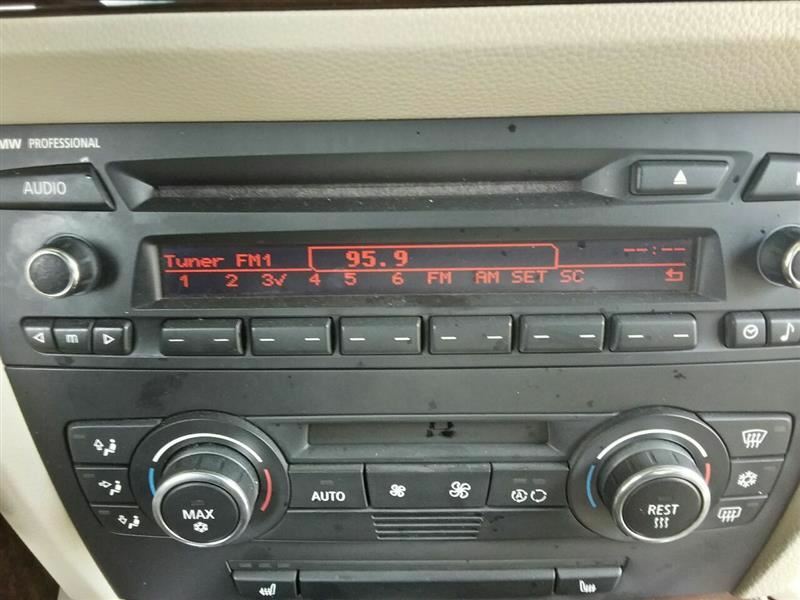 MW PROFESSIONAL
AUDIO
Tuner FM1 95.9 --:--
1 2 3✓ 4 5 6 FM AM SET SC
m
MAX
AUTO
A
REST